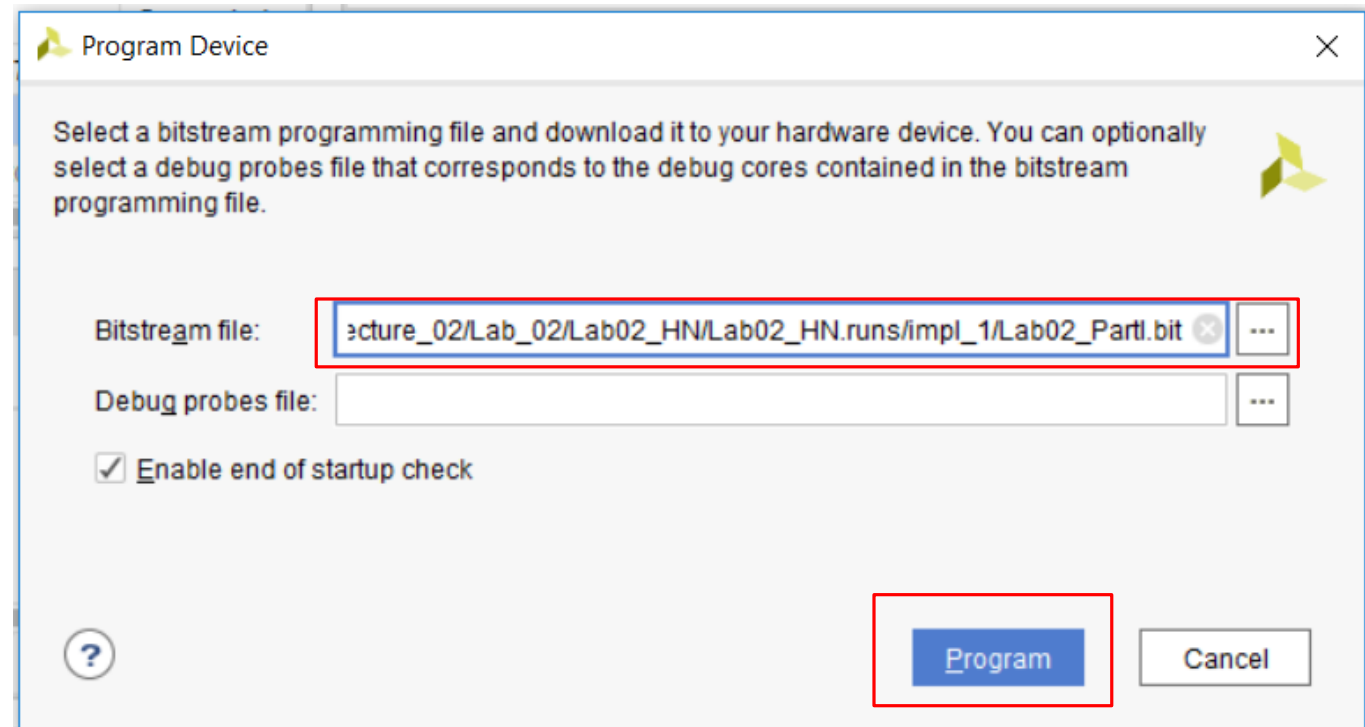 Program Device
Select a bitstream programming file and download it to your hardware device. You can optionally
select a debug probes file that corresponds to the debug cores contained in the bitstream
programming file.
Bitstream file: ecture_02/Lab_02/Lab02_HN/Lab02_HN.runs/impl_1/Lab02_PartI.bit ...
Debug probes file: ...
Enable end of startup check
?
Program Cancel